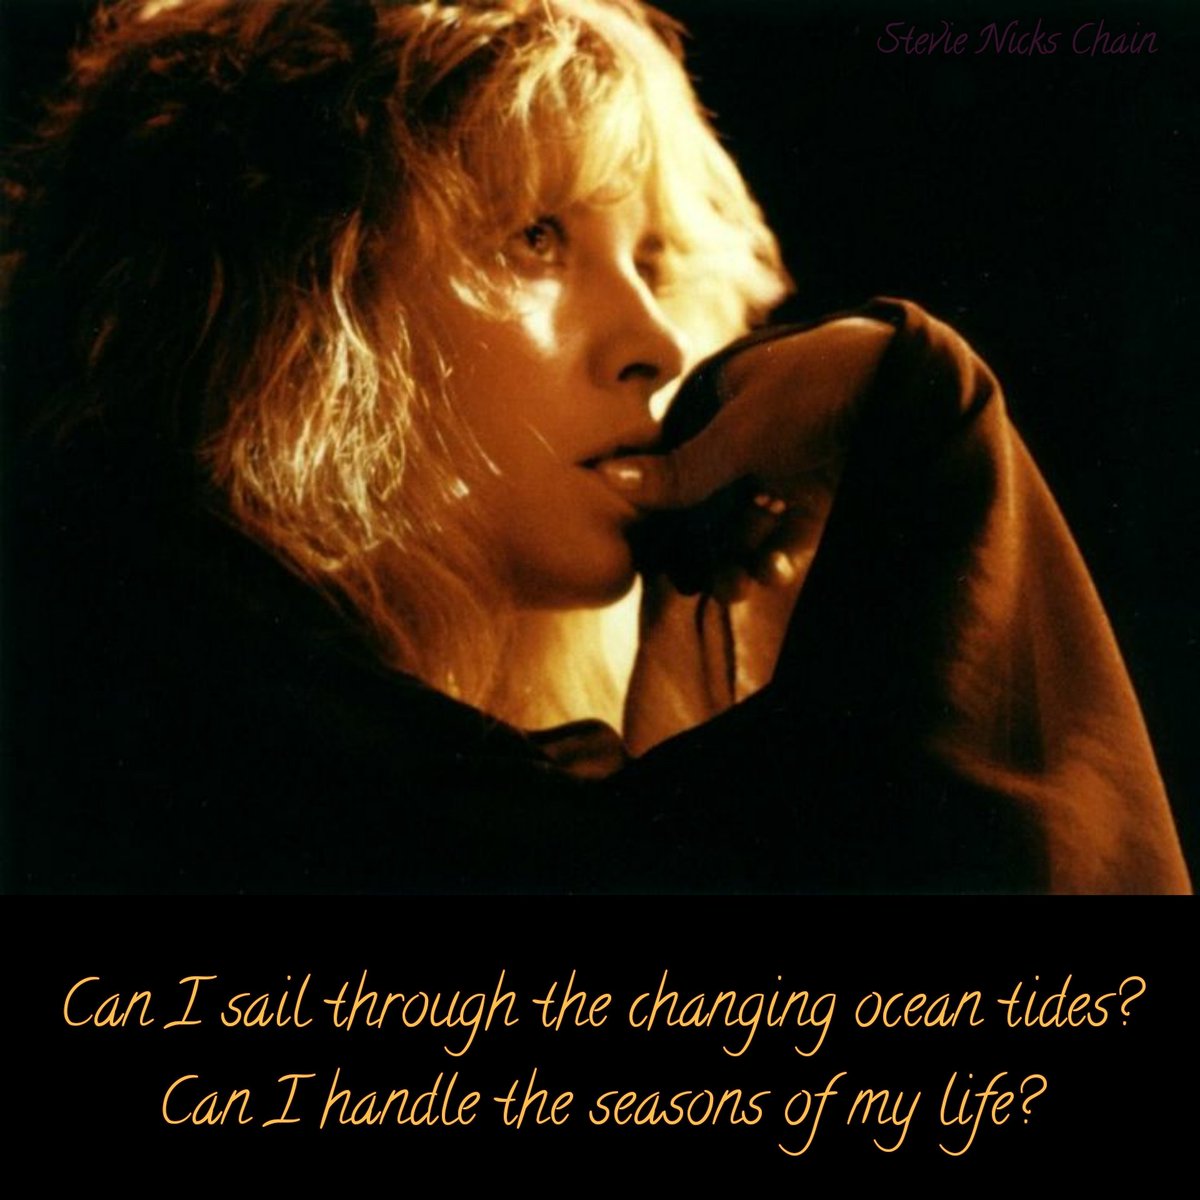 Stevie Nicks Chain
Can I sail through the changing ocean tides?
Can I handle the seasons of my life?